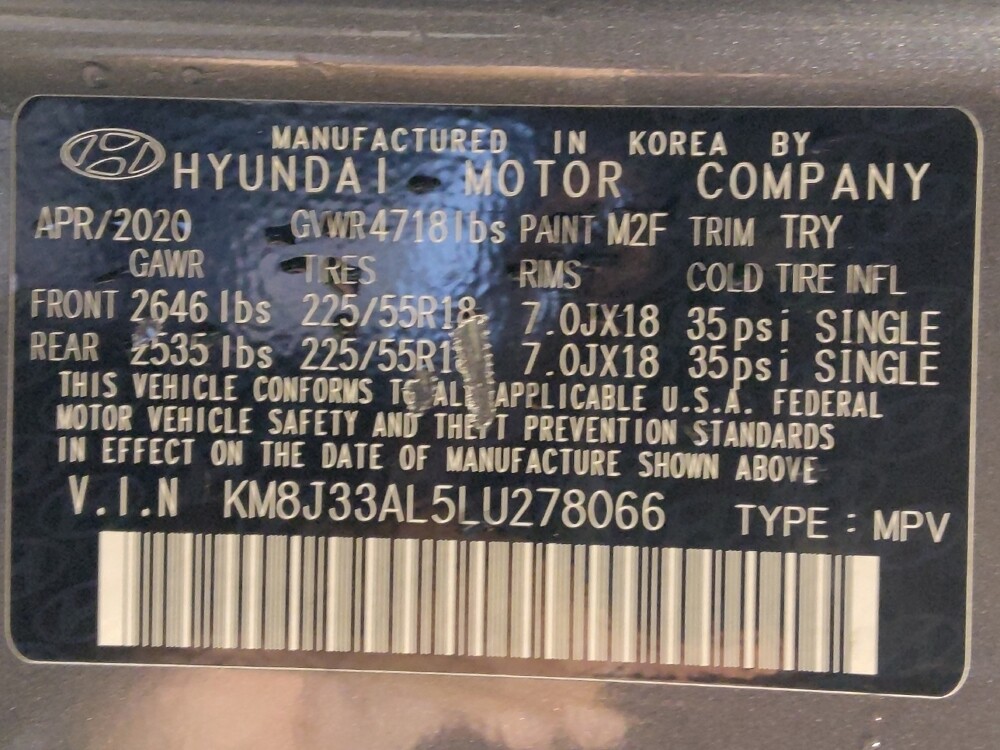 MANUFACTURED IN KOREA BY
HYUNDAI MOTOR COMPANY
APR/2020 GVWR4718lbs PAINT M2F TRIM TRY
GAWR TIRES RIMS COLD TIRE INFL
FRONT 2646 lbs 225/55R18 7.0JX18 35psi SINGLE
REAR 2535 lbs 7.0JX18 35psi SINGLE
THIS VEHICLE CONFORMS TO ALL APPLICABLE U.S.A. FEDERAL
MOTOR VEHICLE SAFETY AND THEFT PREVENTION STANDARDS
IN EFFECT ON THE DATE OF MANUFACTURE SHOWN ABOVE
V.I.N KM8J33AL5LU278066 TYPE : MPV